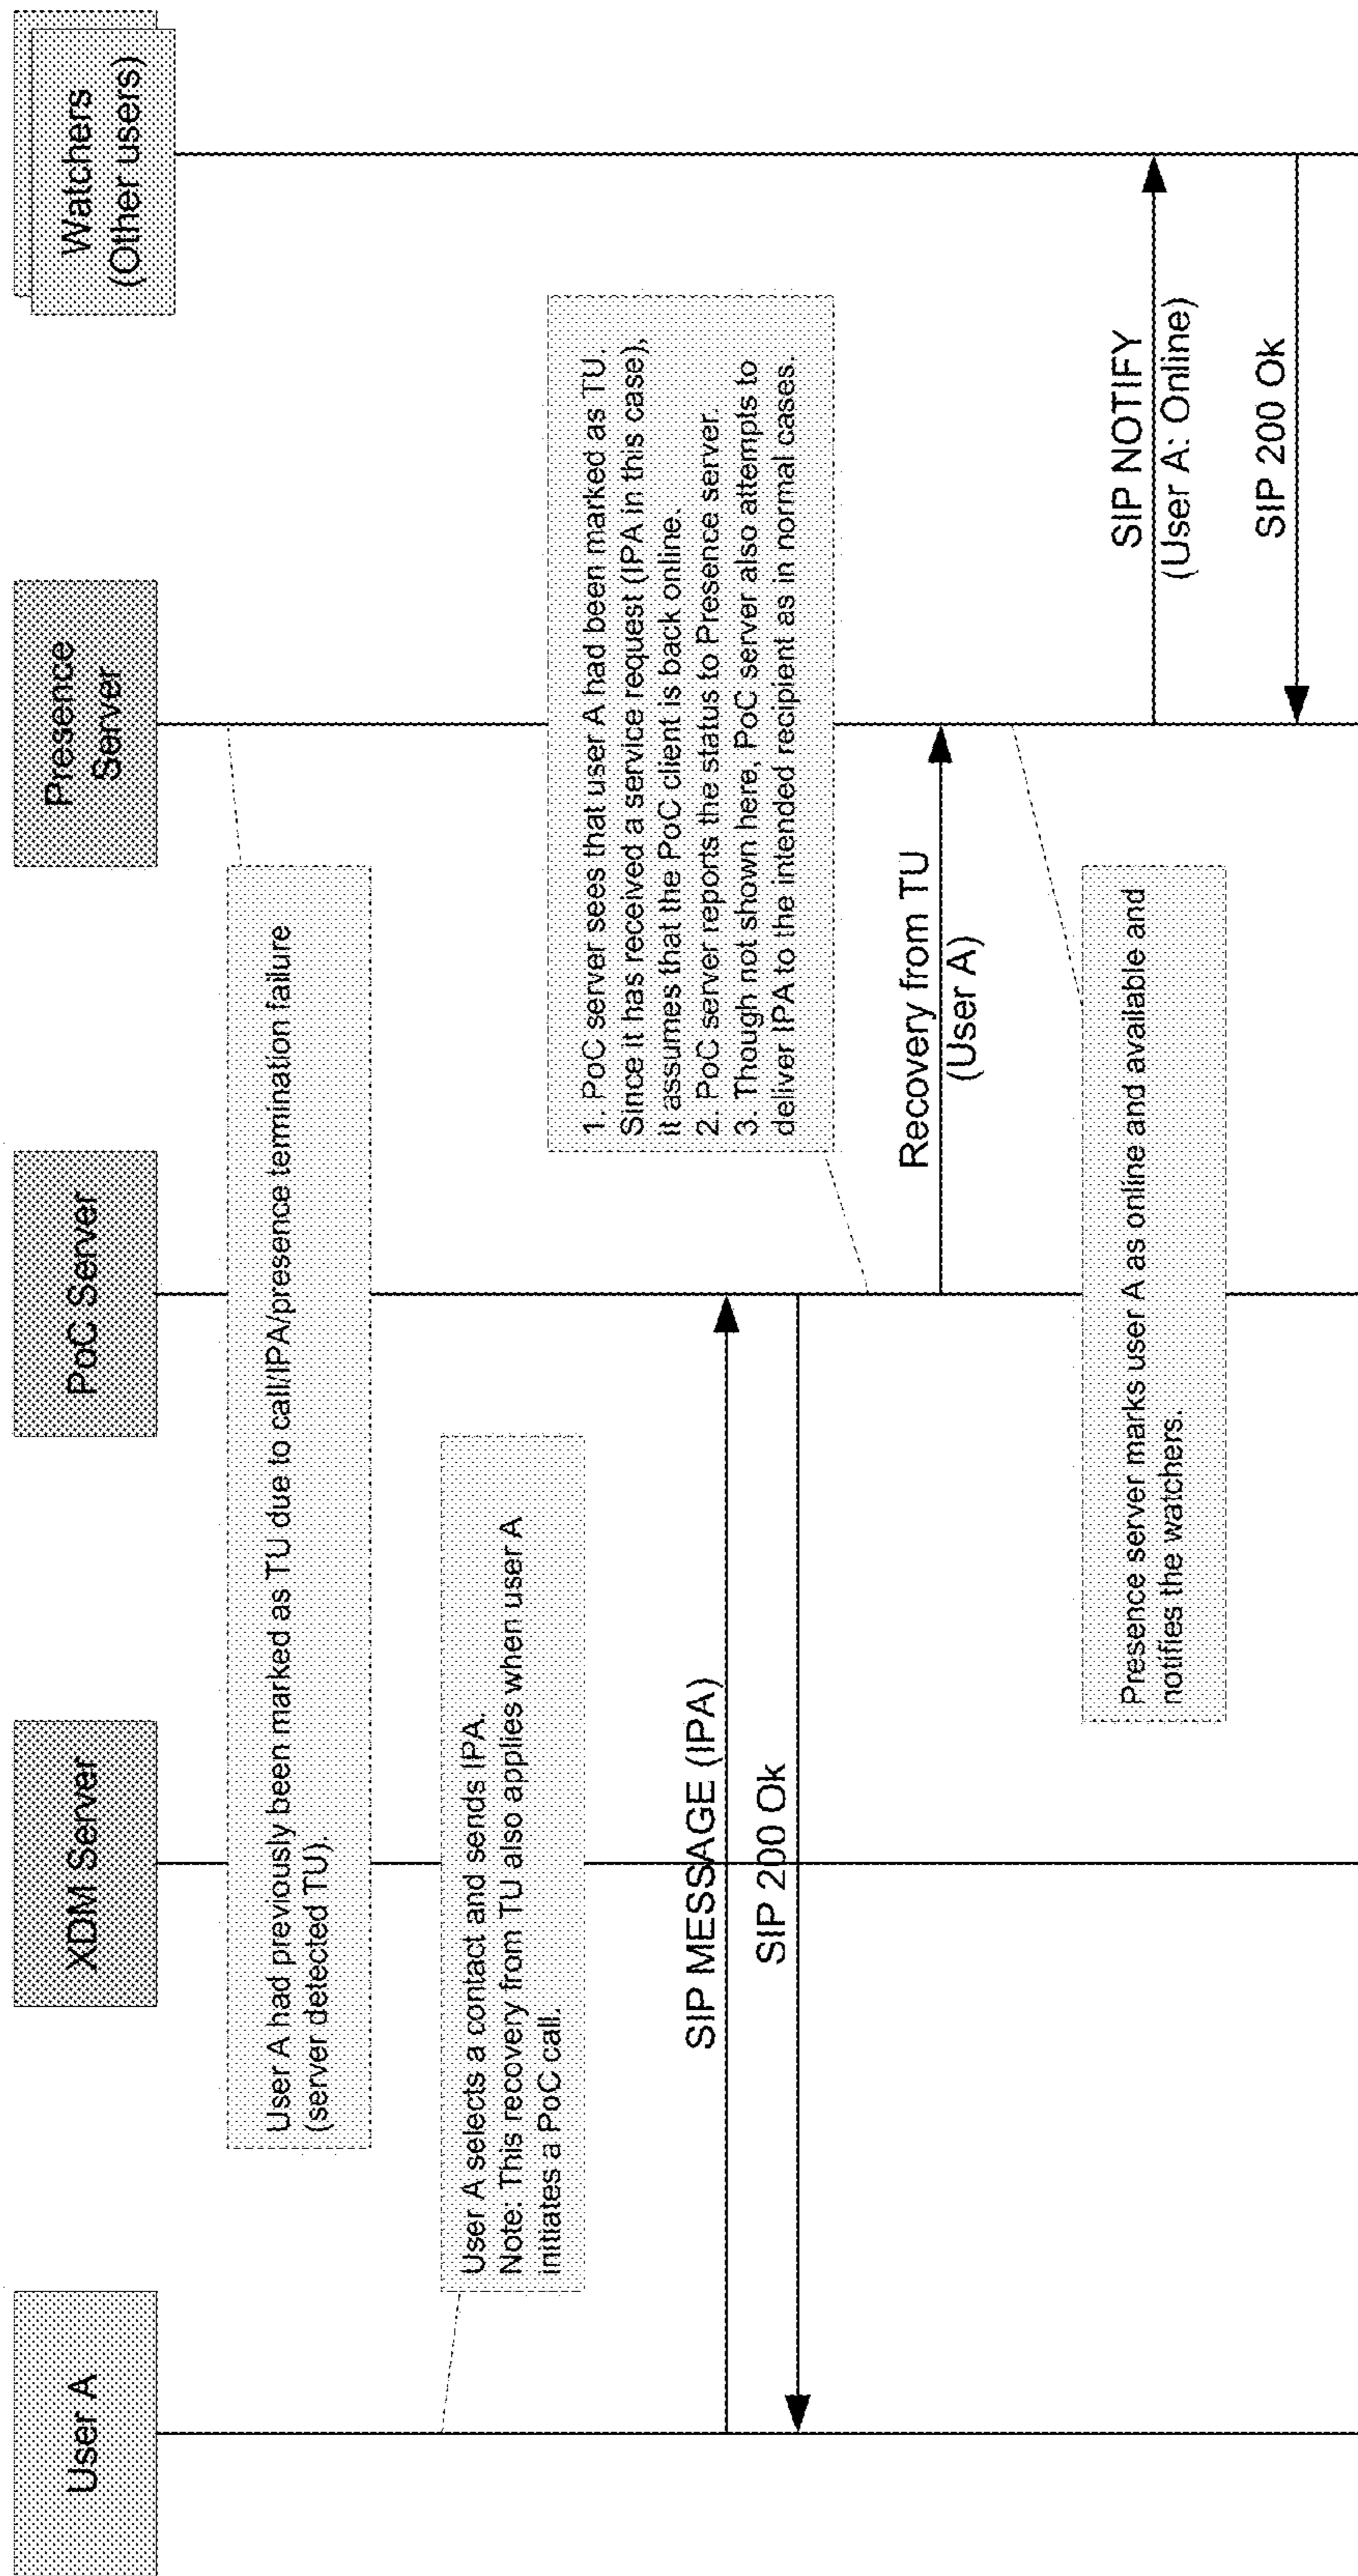 User A
XDM Server
PoC Server
Presence
Server
Watchers
(Other users)
User A had previously been marked as TU due to call/IPA/presence termination failure
(server detected TU).
User A selects a contact and sends IPA.
Note: This recovery from TU also applies when user A
initiates a PoC call.
1. PoC server sees that user A had been marked as TU.
Since it has received a service request (IPA in this case),
it assumes that the PoC client is back online.
2. PoC server reports the status to Presence server.
3. Though not shown here, PoC server also attempts to
deliver IPA to the intended recipient as in normal cases.
SIP MESSAGE (IPA)
SIP 200 Ok
Recovery from TU
(User A)
Presence server marks user A as online and available and
notifies the watchers.
SIP NOTIFY
(User A: Online)
SIP 200 Ok